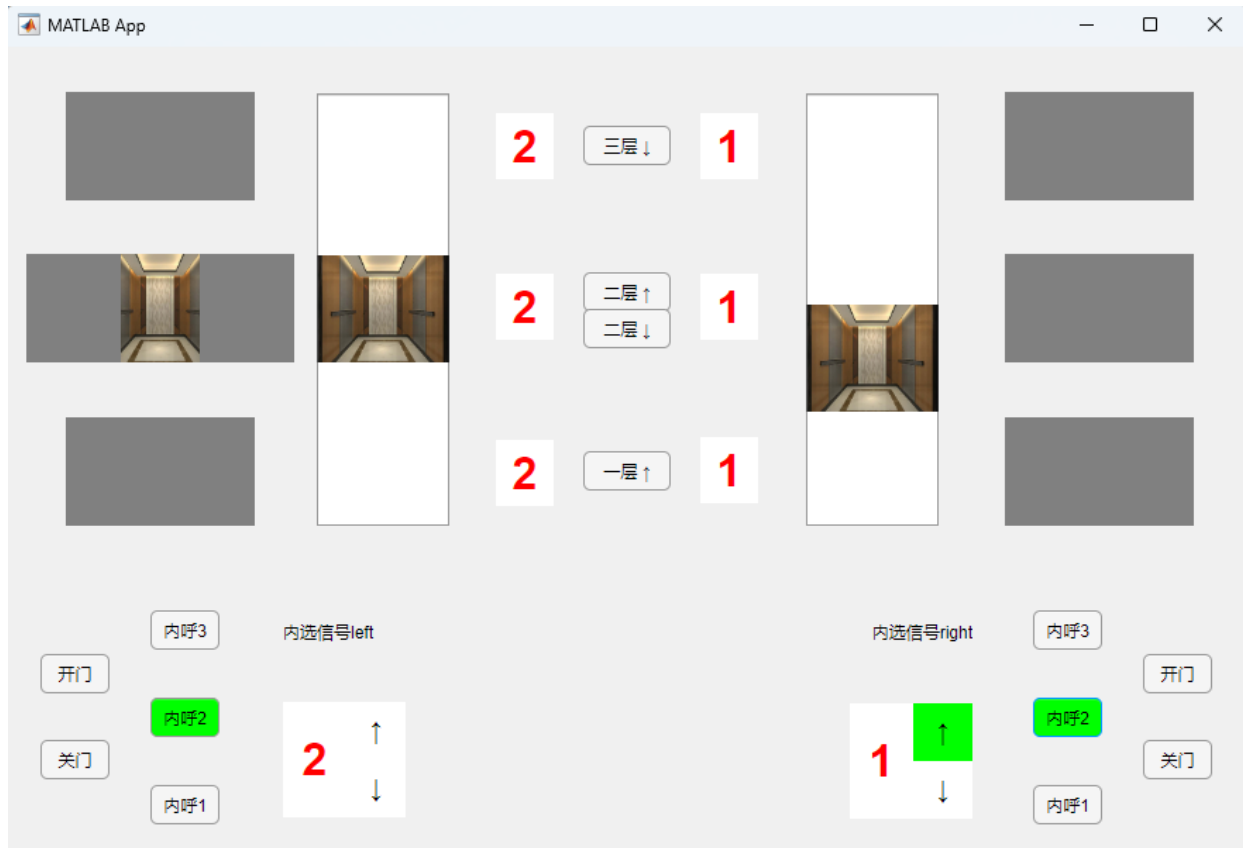 MATLAB App
2 三层↓ 1
2 二层↑ 1
二层↓
2 一层↑ 1
内呼3 内选信号left 内选信号right 内呼3
开门 开门
内呼2 ↑ ↑ 内呼2
2 1
关门 关门
↓ ↓
内呼1 内呼1